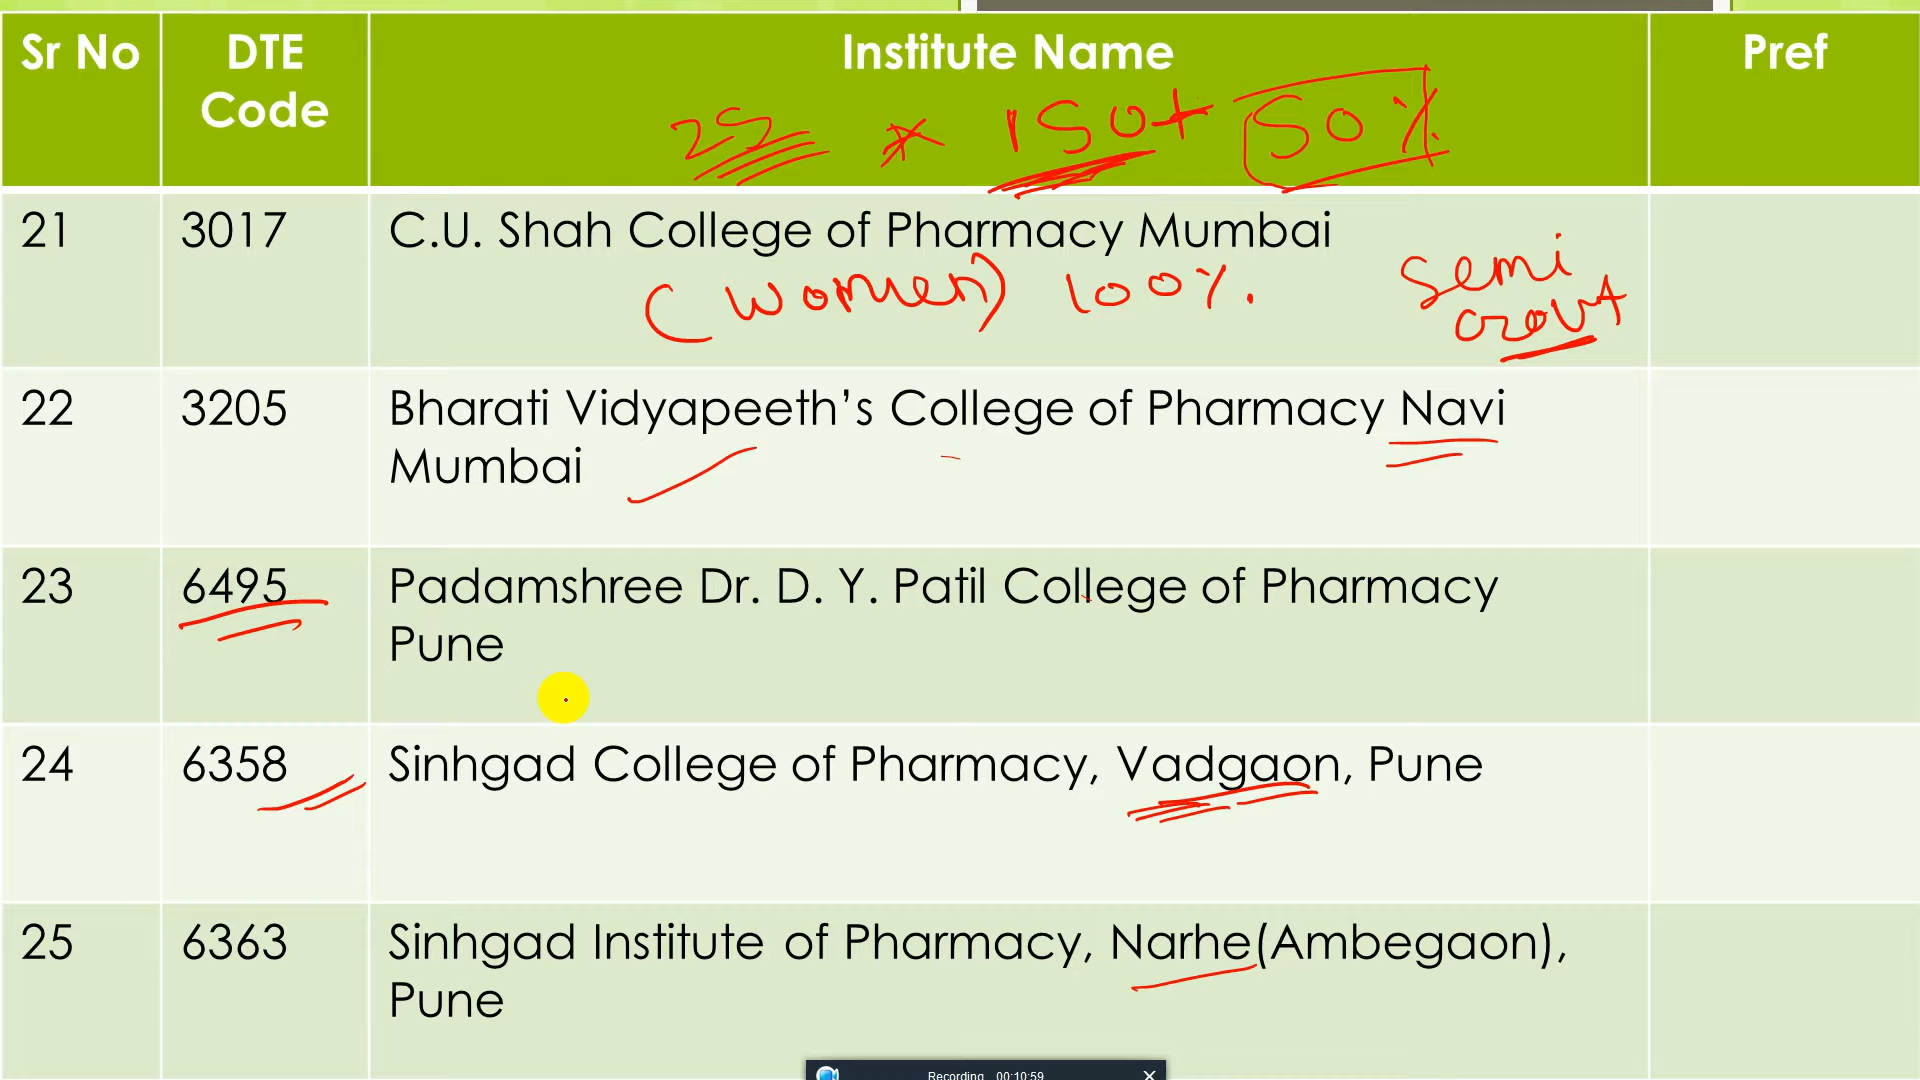 Sr No DTE Code Institute Name Pref
25 * 150+ 50%
21 3017 C.U. Shah College of Pharmacy Mumbai
(women) 100%. Semi
Govt
22 3205 Bharati Vidyapeeth’s College of Pharmacy Navi
Mumbai
23 6495 Padamshree Dr. D. Y. Patil College of Pharmacy
Pune
24 6358 Sinhgad College of Pharmacy, Vadgaon, Pune
25 6363 Sinhgad Institute of Pharmacy, Narhe(Ambegaon),
Pune
Recording 00:10:59